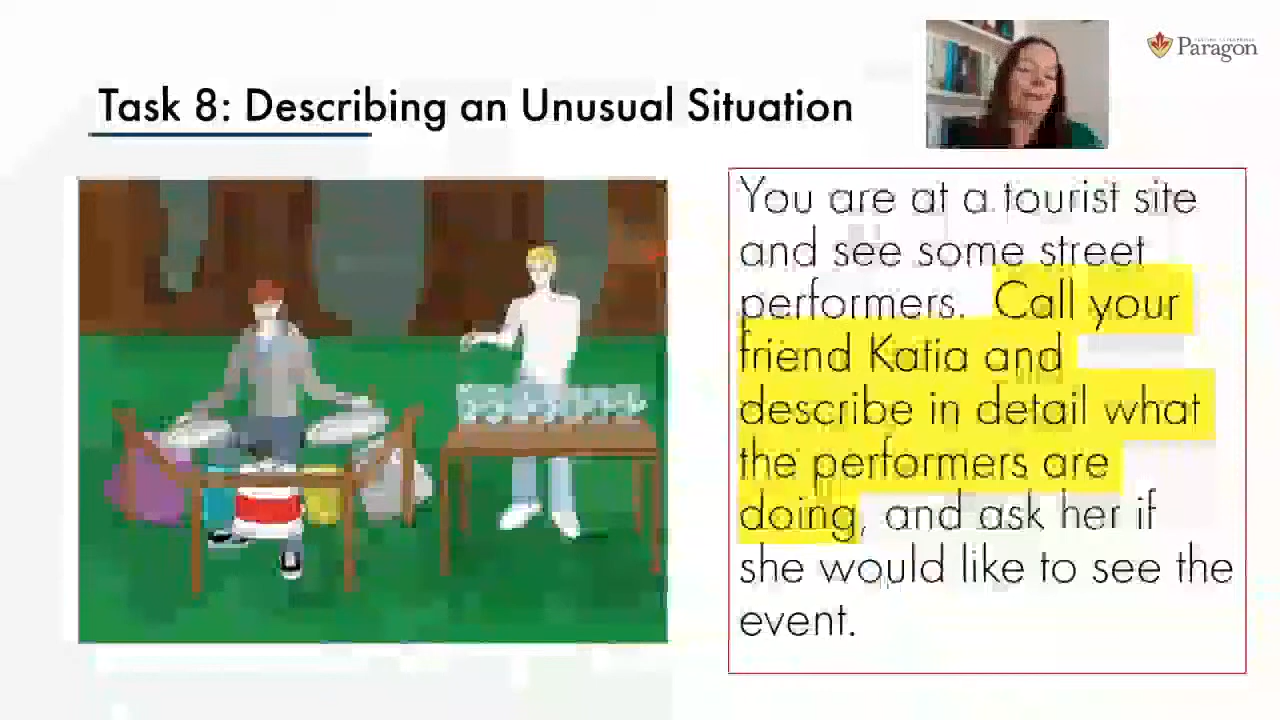 Paragon
Task 8: Describing an Unusual Situation
You are at a tourist site
and see some street
performers. Call your
friend Katia and
describe in detail what
the performers are
doing, and ask her if
she would like to see the
event.